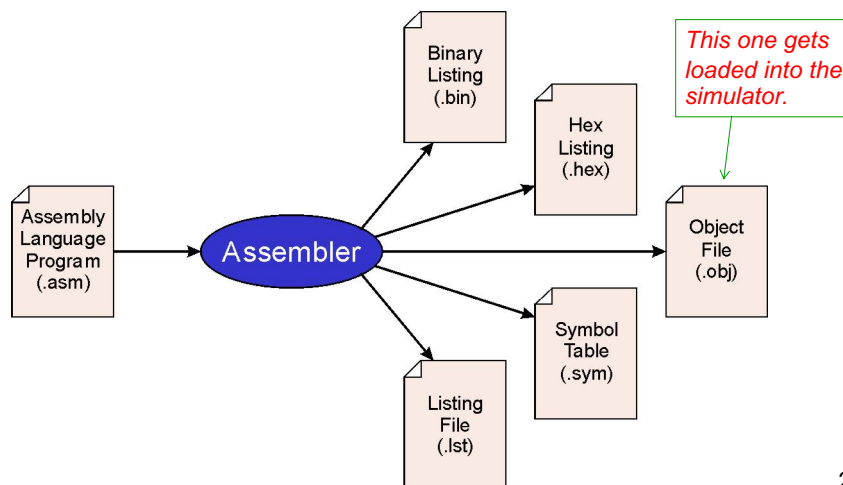 Binary
Listing
(.bin)
This one gets
loaded into the
simulator.
Hex
Listing
(.hex)
Assembly
Language
Program
(.asm)
Assembler
Object
File
(.obj)
Symbol
Table
(.sym)
Listing
File
(.lst)